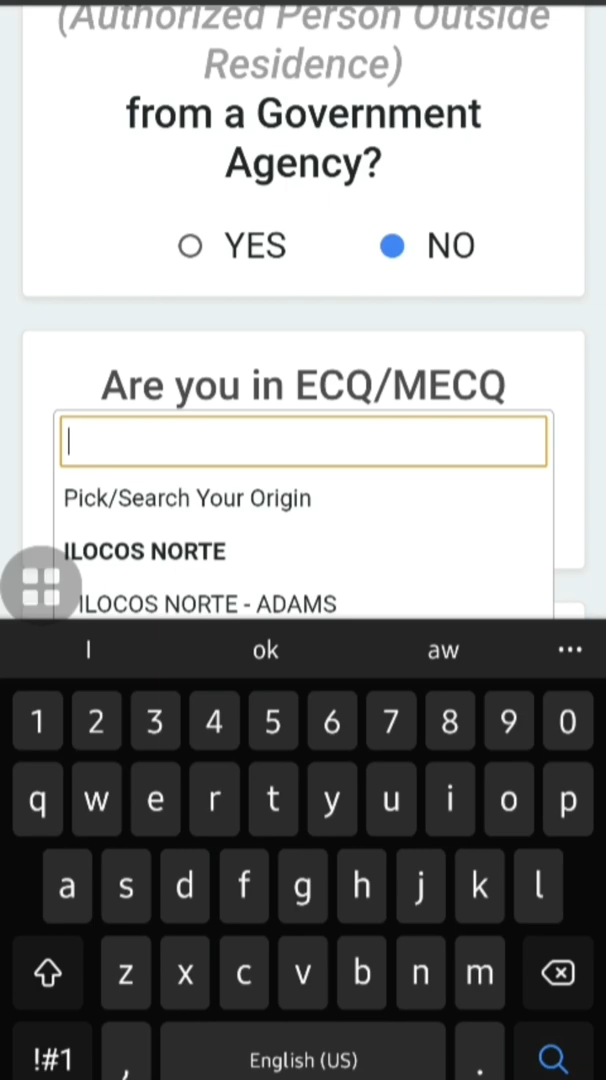 (Authorized Person Outside
Residence)
from a Government
Agency?
YES NO
Are you in ECQ/MECQ
Pick/Search Your Origin
ILOCOS NORTE
ILOCOS NORTE - ADAMS
l ok aw
1 2 3 4 5 6 7 8 9 0
q w e r t y u i o p
a s d f g h j k l
z x c v b n m
!#1 , English (US) .